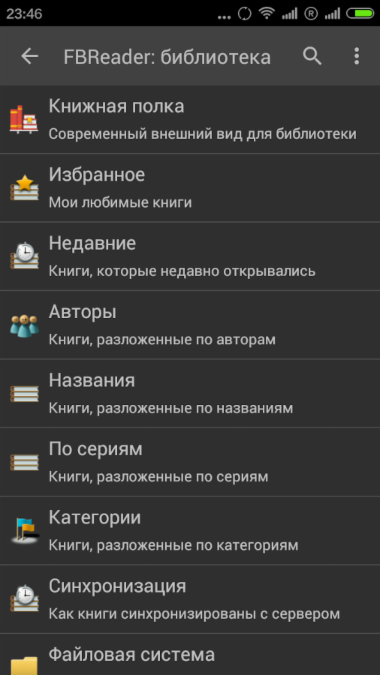 23:46
FBReader: библиотека
Книжная полка
Современный внешний вид для библиотеки
Избранное
Мои любимые книги
Недавние
Книги, которые недавно открывались
Авторы
Книги, разложенные по авторам
Названия
Книги, разложенные по названиям
По сериям
Книги, разложенные по сериям
Категории
Книги, разложенные по категориям
Синхронизация
Как книги синхронизированы с сервером
Файловая система